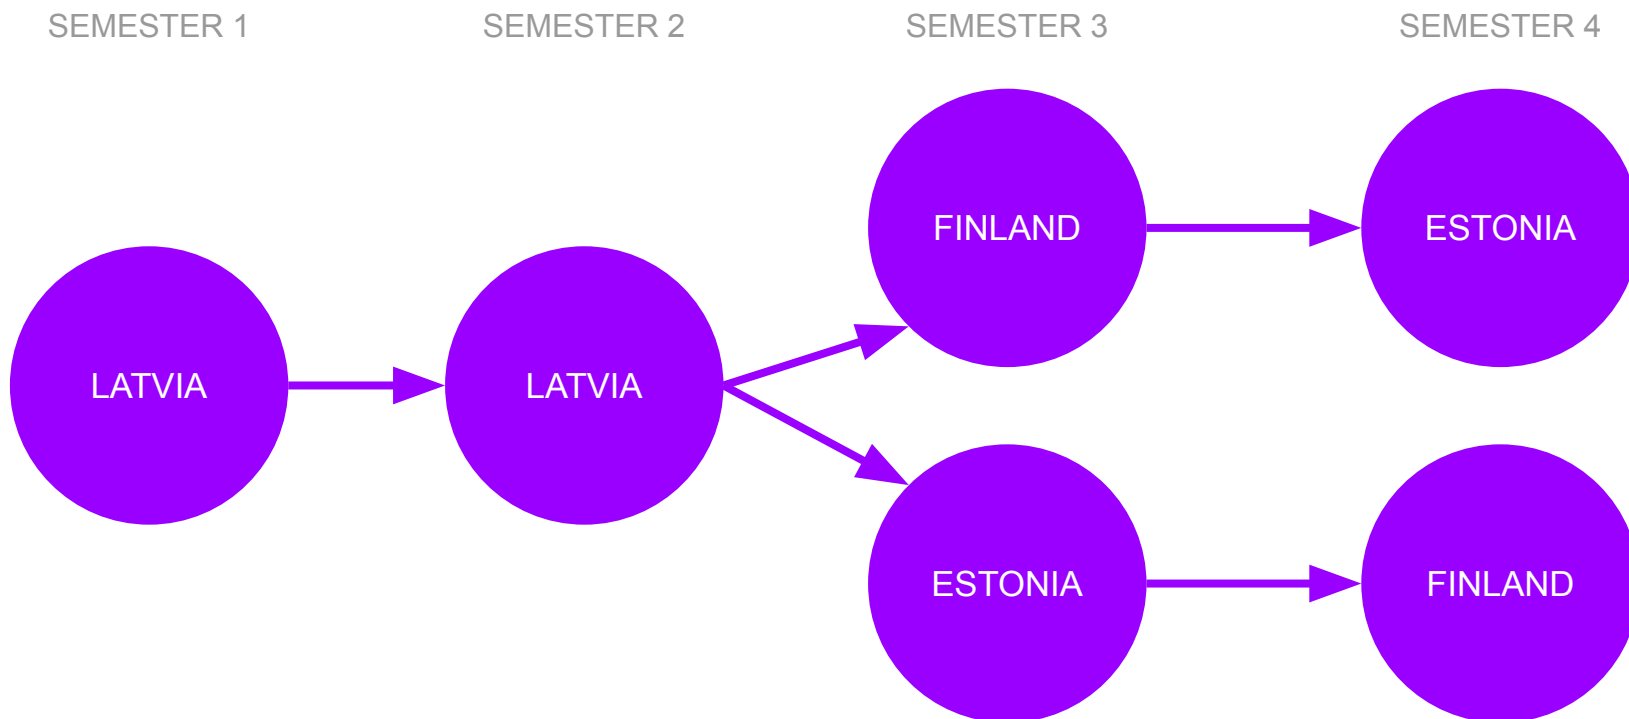 SEMESTER 1
SEMESTER 2
SEMESTER 3
SEMESTER 4
FINLAND
ESTONIA
LATVIA
LATVIA
ESTONIA
FINLAND